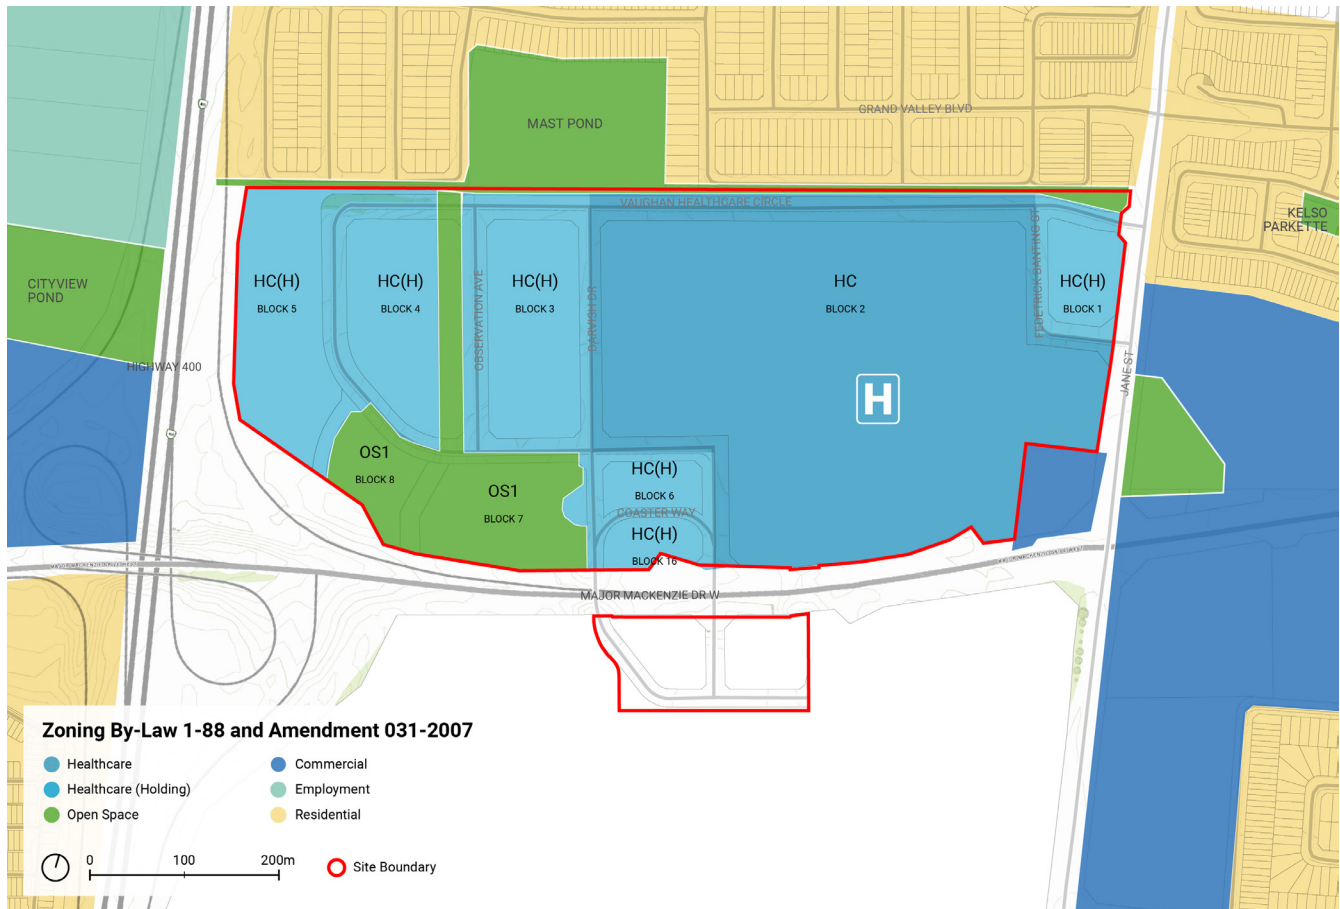 MAST POND
GRAND VALLEY BLVD
VAUGHAN HEALTHCARE CIRCLE
KELSO
PARKETTE
CITYVIEW
POND
HC(H)
BLOCK 5
HC(H)
BLOCK 4
OBSERVATION AVE
HC(H)
BLOCK 3
BARVISH DR
HC
BLOCK 2
FEDETRICK BANTING ST
HC(H)
BLOCK 1
HIGHWAY 400
JANE ST
H
OS1
BLOCK 8
OS1
BLOCK 7
HC(H)
BLOCK 6
COASTER WAY
HC(H)
BLOCK 16
MAJOR MACKENZIE DR W
Zoning By-Law 1-88 and Amendment 031-2007
Healthcare
Healthcare (Holding)
Open Space
Commercial
Employment
Residential
0 100 200m
Site Boundary